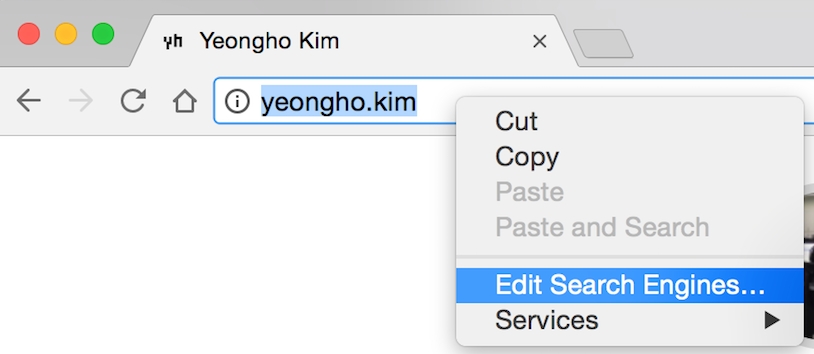 yh Yeongho Kim
yeongho.kim
Cut
Copy
Paste
Paste and Search
Edit Search Engines...
Services